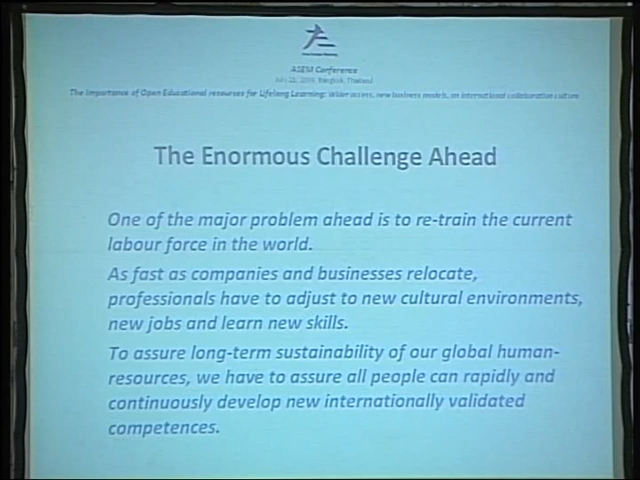 ASEM Conference
Bangkok, Thailand
The importance of Open Educational resources for Lifelong Learning: Wider access, new business models, an international collaboration culture
The Enormous Challenge Ahead
One of the major problem ahead is to re-train the current
labour force in the world.
As fast as companies and businesses relocate,
professionals have to adjust to new cultural environments,
new jobs and learn new skills.
To assure long-term sustainability of our global human-
resources, we have to assure all people can rapidly and
continuously develop new internationally validated
competences.